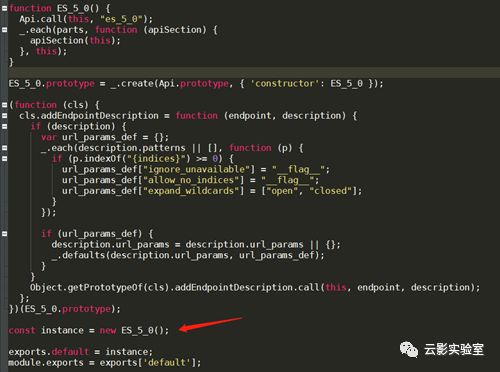 function ES_5_0() {
  Api.call(this, "es_5_0");
  _.each(parts, function (apiSection) {
    apiSection(this);
  }, this);
}
ES_5_0.prototype = _.create(Api.prototype, { 'constructor': ES_5_0 });
(function (cls) {
  cls.addEndpointDescription = function (endpoint, description) {
    if (description) {
      var url_params_def = {};
      _.each(description.patterns || [], function (p) {
        if (p.indexOf("{indices}") >= 0) {
          url_params_def["ignore_unavailable"] = "__flag__";
          url_params_def["allow_no_indices"] = "__flag__";
          url_params_def["expand_wildcards"] = ["open", "closed"];
        }
      });
      if (url_params_def) {
        description.url_params = description.url_params || {};
        _.defaults(description.url_params, url_params_def);
      }
    }
    Object.getPrototypeOf(cls).addEndpointDescription.call(this, endpoint, description);
  };
})(ES_5_0.prototype);
const instance = new ES_5_0();
exports.default = instance;
module.exports = exports['default'];
云影实验室